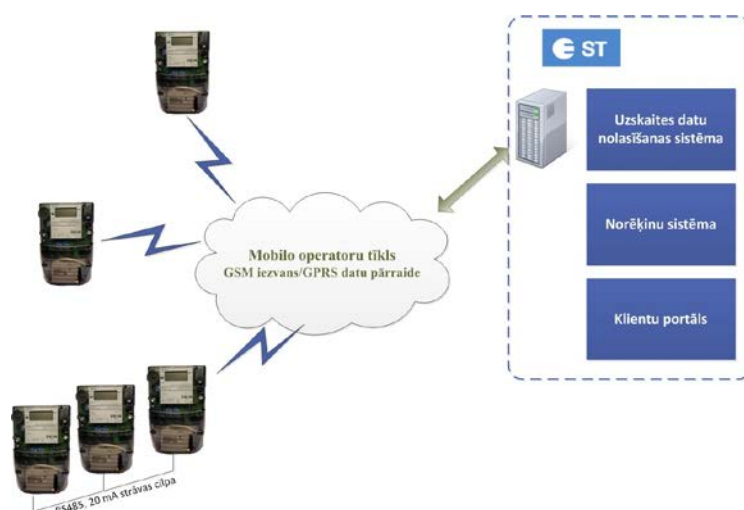 ST
Uzskaites datu
nolasīšanas sistēma
Mobilo operatoru tīkls
GSM iezvans/GPRS datu pārraide
Norēķinu sistēma
Klientu portāls
RS485, 20 mA strāvas cilpa